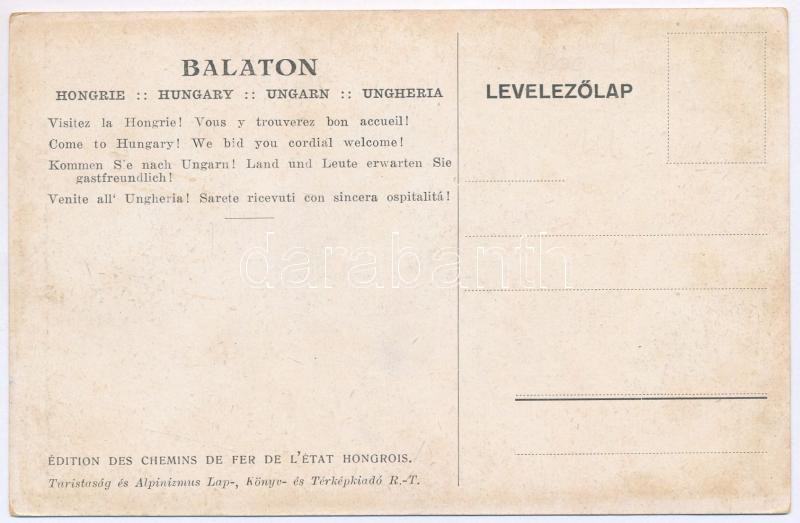 BALATON
HONGRIE :: HUNGARY :: UNGARN :: UNGHERIA
Visitez la Hongrie! Vous y trouverez bon accueil!
Come to Hungary! We bid you cordial welcome!
Kommen S'e nach Ungarn! Land und Leute erwarten Sie
gastfreundlich!
Venite all' Ungheria! Sarete ricevuti con sincera ospitalitá!
ÉDITION DES CHEMINS DE FER DE L'ÉTAT HONGROIS.
Turistaság és Alpinizmus Lap-, Könyv- és Térképkiadó R.-T.
LEVELEZŐLAP
darabanth